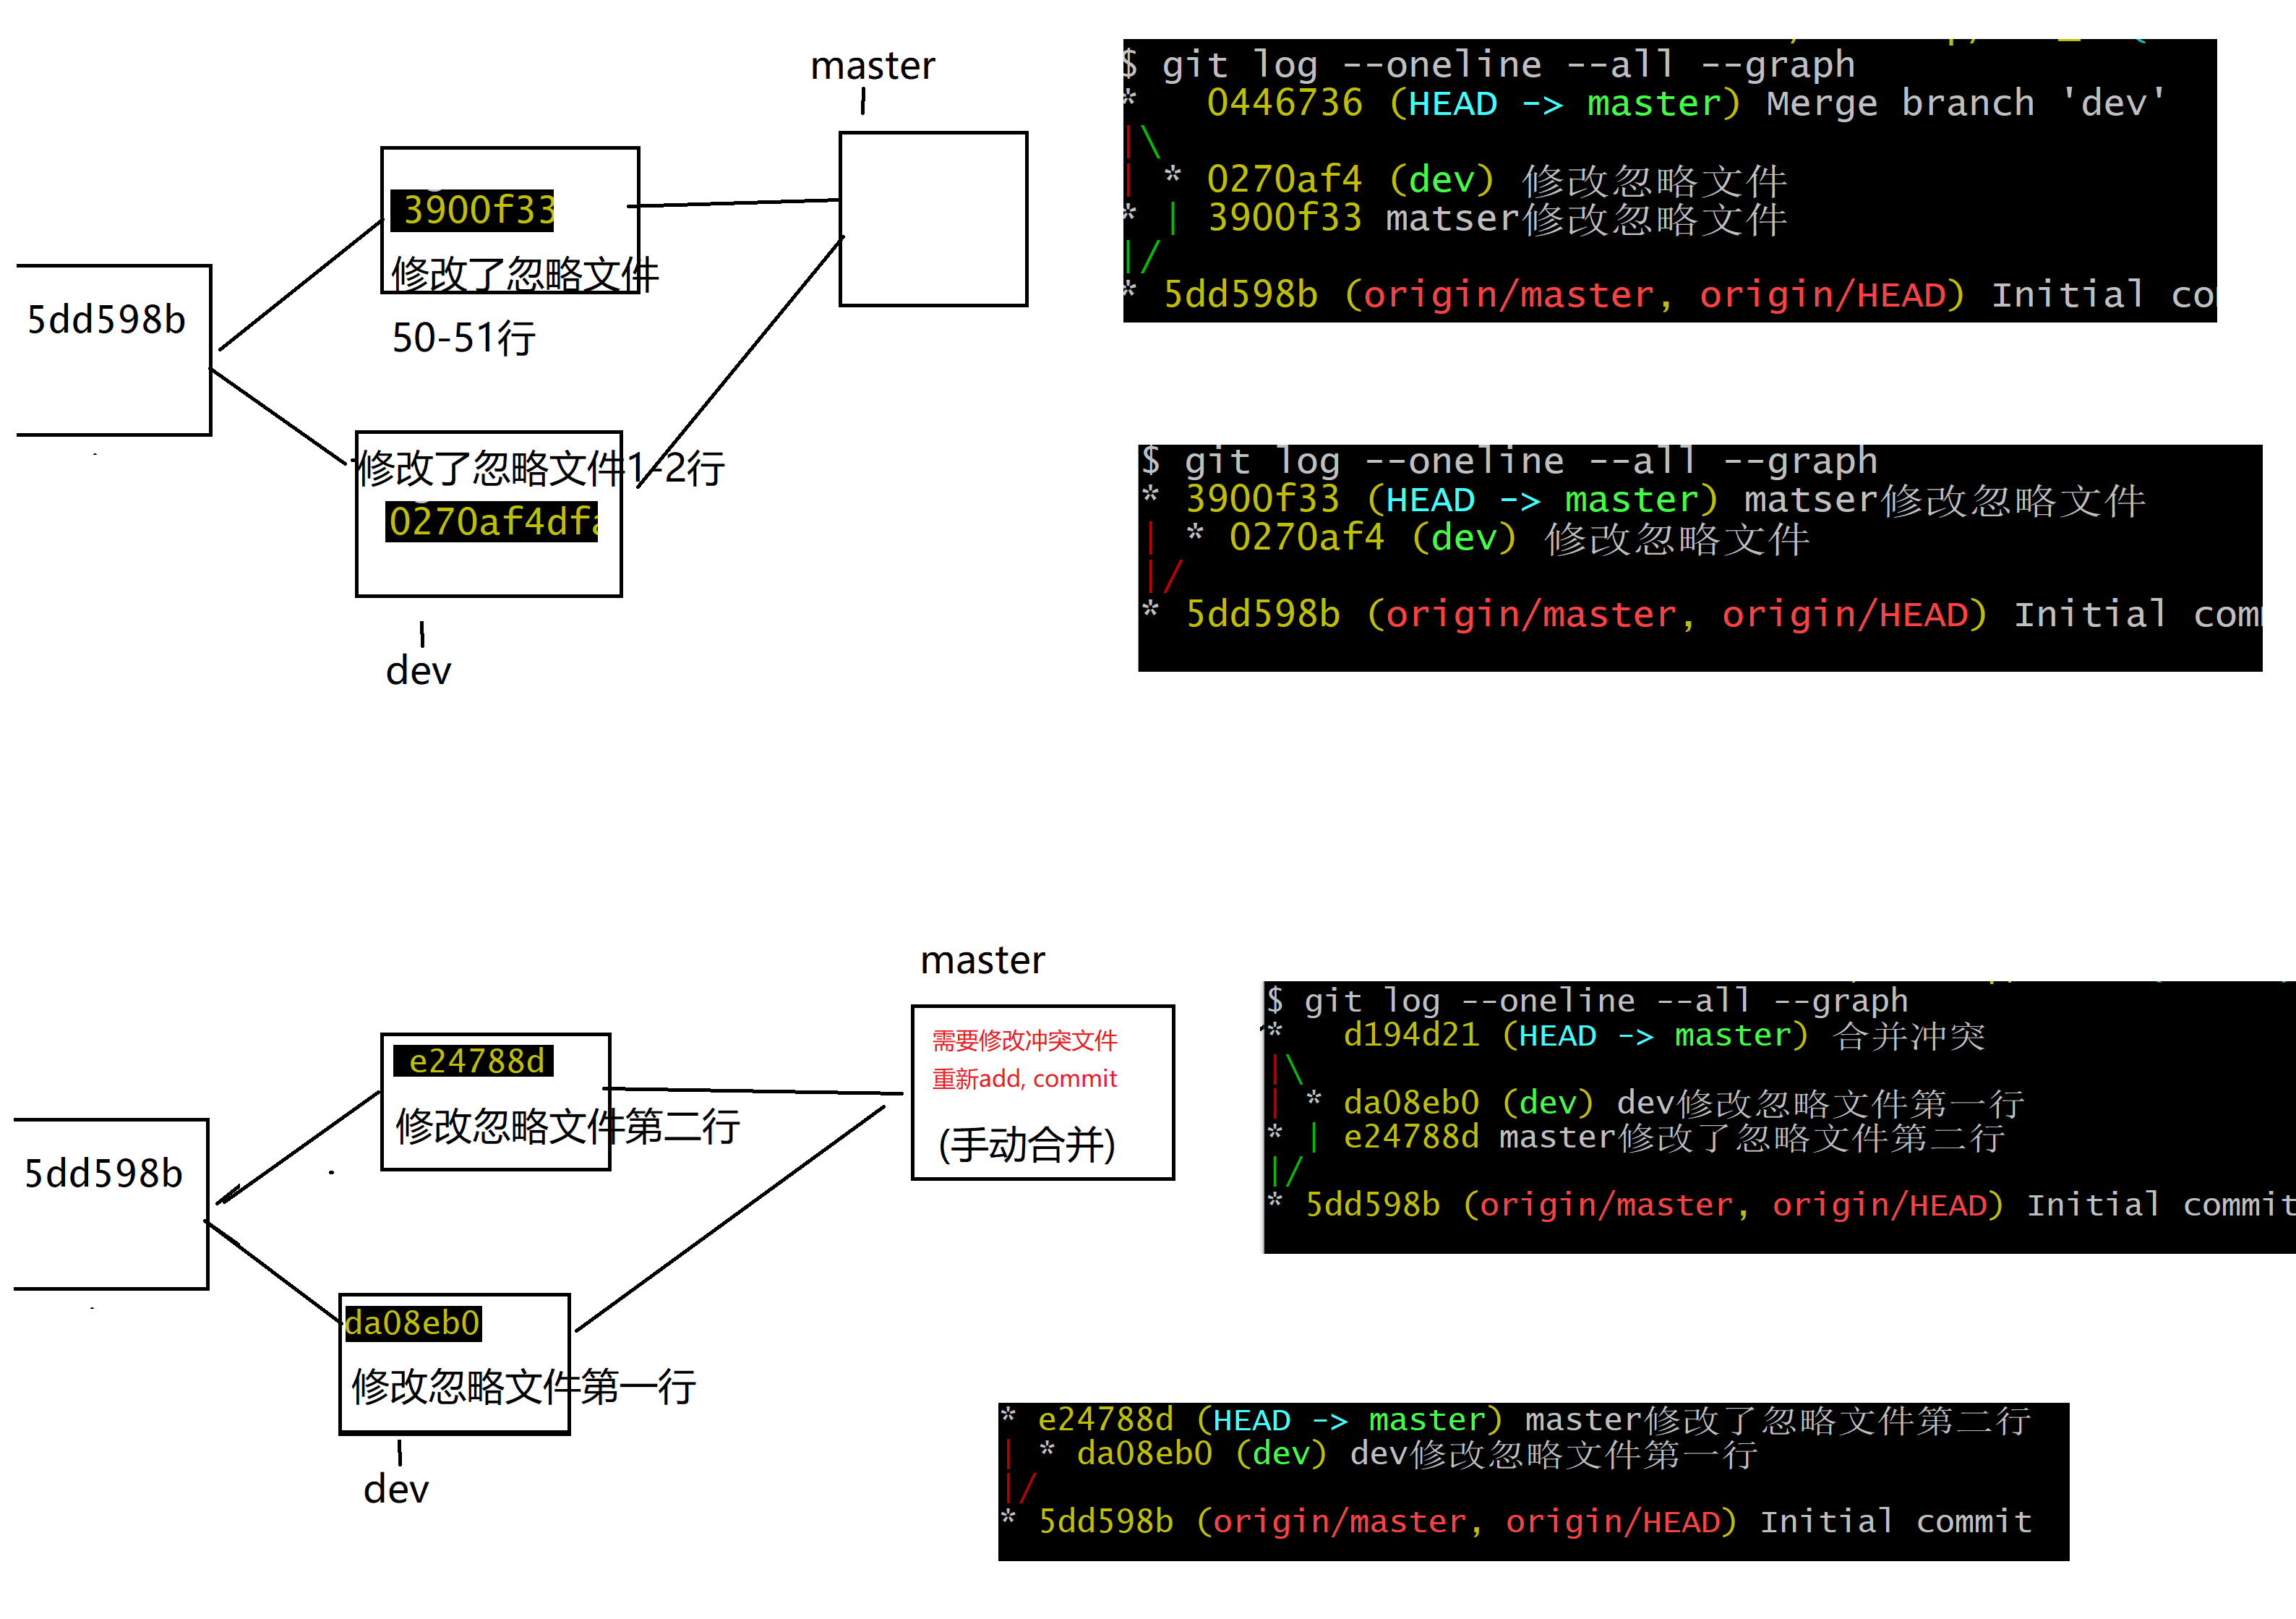 master
3900f33
修改了忽略文件
50-51行
5dd598b
修改了忽略文件1-2行
0270af4dfa
dev
$ git log --oneline --all --graph
*   0446736 (HEAD -> master) Merge branch 'dev'
|\
| * 0270af4 (dev) 修改忽略文件
* | 3900f33 matser修改忽略文件
|/
* 5dd598b (origin/master, origin/HEAD) Initial co
$ git log --oneline --all --graph
* 3900f33 (HEAD -> master) matser修改忽略文件
| * 0270af4 (dev) 修改忽略文件
|/
* 5dd598b (origin/master, origin/HEAD) Initial com
master
需要修改冲突文件
重新add, commit
(手动合并)
e24788d
修改忽略文件第二行
5dd598b
da08eb0
修改忽略文件第一行
dev
$ git log --oneline --all --graph
*   d194d21 (HEAD -> master) 合并冲突
|\
| * da08eb0 (dev) dev修改忽略文件第一行
* | e24788d master修改了忽略文件第二行
|/
* 5dd598b (origin/master, origin/HEAD) Initial commit
* e24788d (HEAD -> master) master修改了忽略文件第二行
| * da08eb0 (dev) dev修改忽略文件第一行
|/
* 5dd598b (origin/master, origin/HEAD) Initial commit